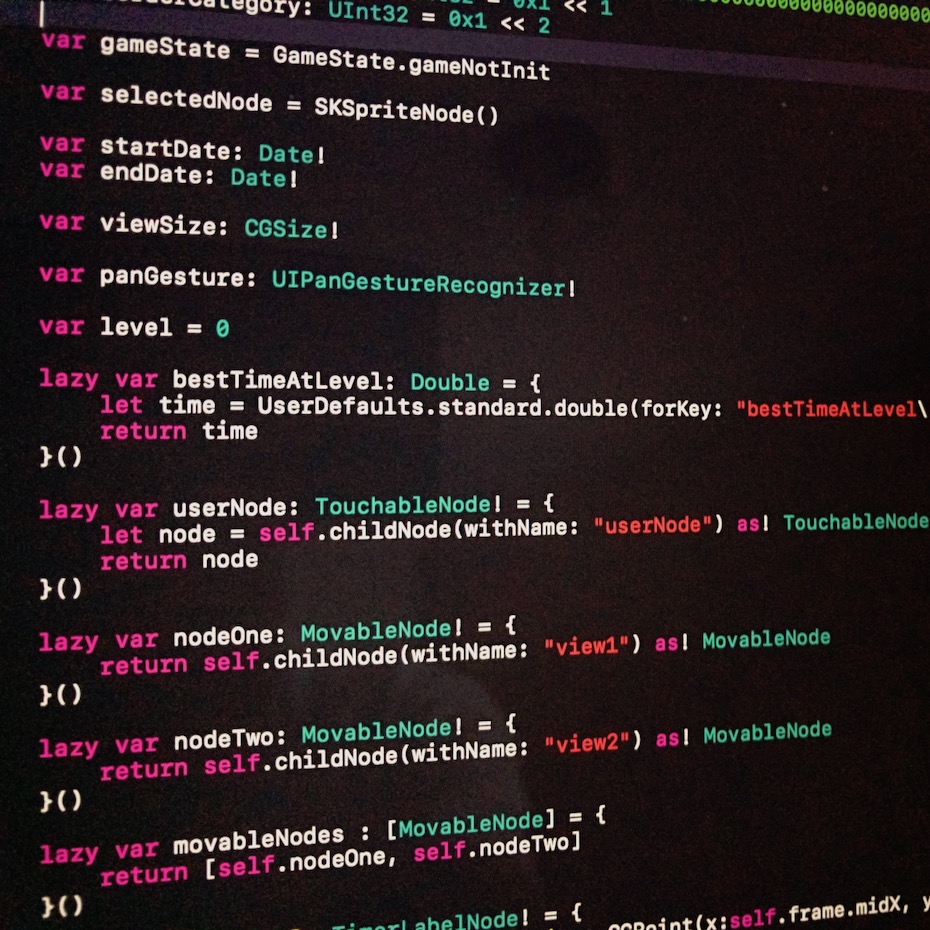 UInt32 = 0x1 << 1
Category: UInt32 = 0x1 << 2
var gameState = GameState.gameNotInit
var selectedNode = SKSpriteNode()
var startDate: Date!
var endDate: Date!
var viewSize: CGSize!
var panGesture: UIPanGestureRecognizer!
var level = 0
lazy var bestTimeAtLevel: Double = {
let time = UserDefaults.standard.double(forKey: "bestTimeAtLevel\
return time
}()
lazy var userNode: TouchableNode! = {
let node = self.childNode(withName: "userNode") as! TouchableNode
return node
}()
lazy var nodeOne: MovableNode! = {
return self.childNode(withName: "view1") as! MovableNode
}()
lazy var nodeTwo: MovableNode! = {
return self.childNode(withName: "view2") as! MovableNode
}()
lazy var movableNodes : [MovableNode] = {
return [self.nodeOne, self.nodeTwo]
}()
TimerLabelNode! = {
CGPoint(x:self.frame.midX, y